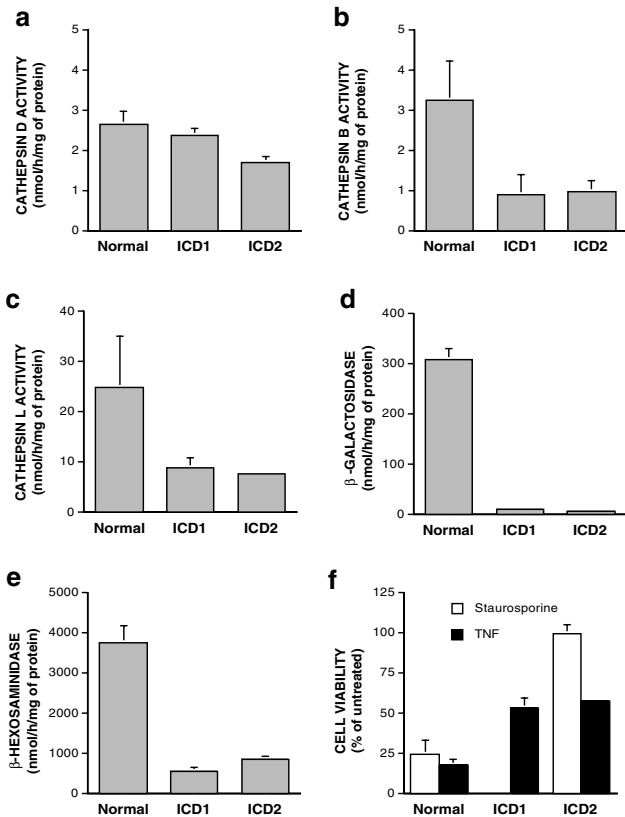 a
CATHEPSIN D ACTIVITY
(nmol/h/mg of protein)
5
4
3
2
1
0
Normal ICD1 ICD2
b
CATHEPSIN B ACTIVITY
(nmol/h/mg of protein)
5
4
3
2
1
0
Normal ICD1 ICD2
c
CATHEPSIN L ACTIVITY
(nmol/h/mg of protein)
40
30
20
10
0
Normal ICD1 ICD2
d
β -GALACTOSIDASE
(nmol/h/mg of protein)
400
300
200
100
0
Normal ICD1 ICD2
e
β-HEXOSAMINIDASE
(nmol/h/mg of protein)
5000
4000
3000
2000
1000
0
Normal ICD1 ICD2
f
CELL VIABILITY
(% of untreated)
125
100
75
50
25
0
Staurosporine
TNF
Normal ICD1 ICD2